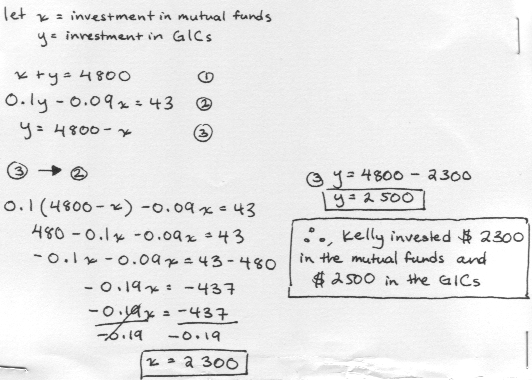 let x = investment in mutual funds
y = investment in GICs
x + y = 4800 ①
0.1y - 0.09x = 43 ②
y = 4800 - x ③
③ → ②
0.1(4800 - x) - 0.09x = 43
480 - 0.1x - 0.09x = 43
- 0.1x - 0.09x = 43 - 480
- 0.19x = -437
-0.19x = -437
-0.19 -0.19
x = 2300
③ y = 4800 - 2300
y = 2500
∴, Kelly invested $ 2300
in the mutual funds and
$ 2500 in the GICs